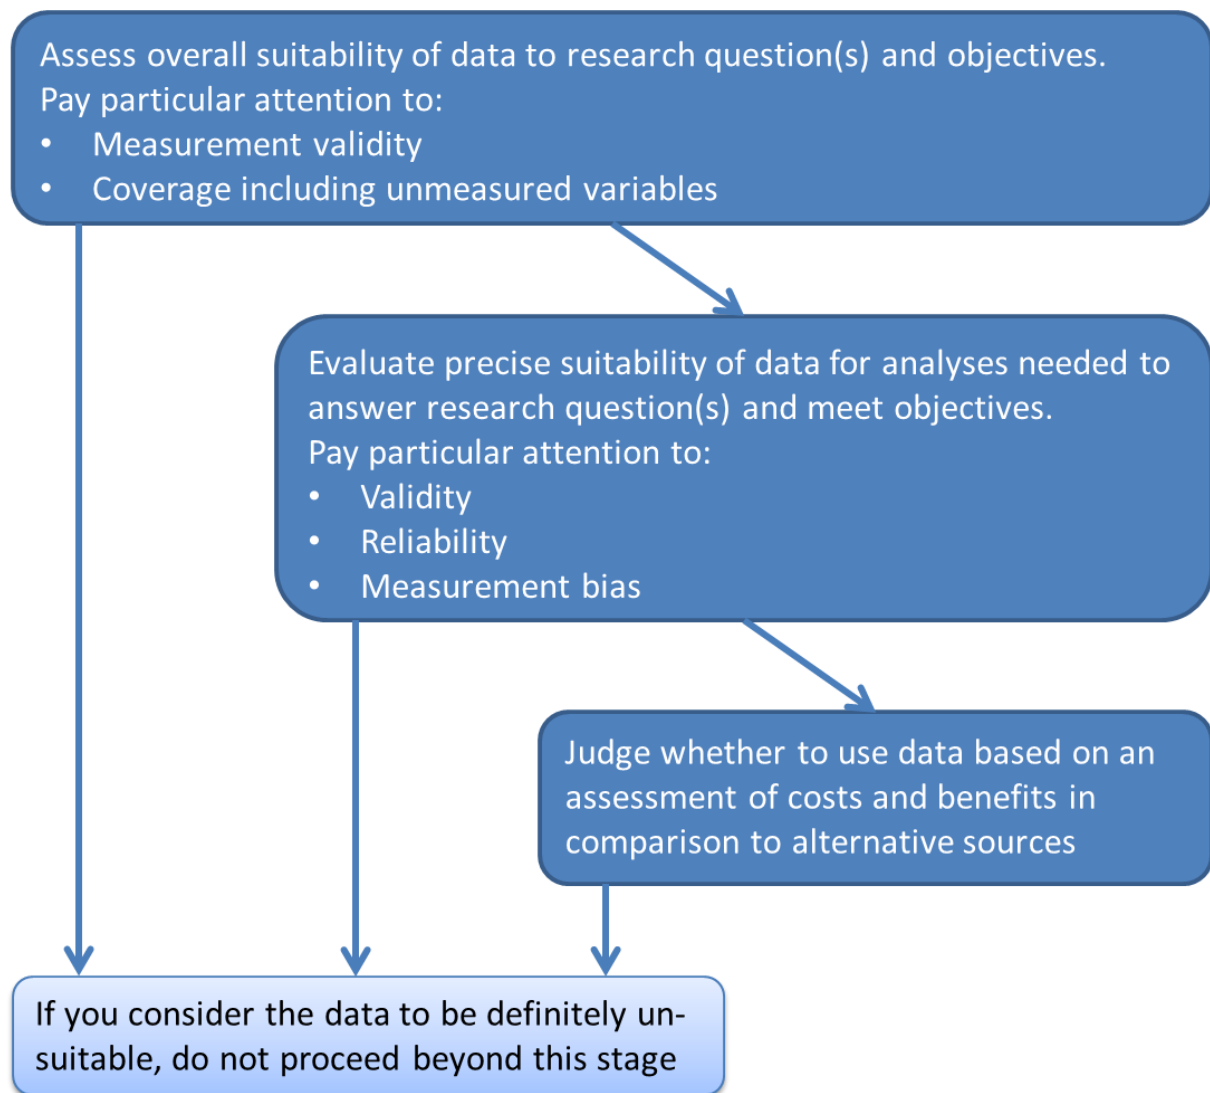 Assess overall suitability of data to research question(s) and objectives.
Pay particular attention to:
• Measurement validity
• Coverage including unmeasured variables
Evaluate precise suitability of data for analyses needed to
answer research question(s) and meet objectives.
Pay particular attention to:
• Validity
• Reliability
• Measurement bias
Judge whether to use data based on an
assessment of costs and benefits in
comparison to alternative sources
If you consider the data to be definitely un-
suitable, do not proceed beyond this stage